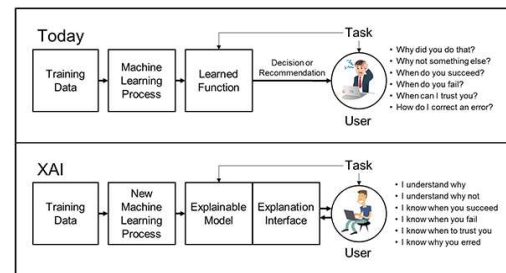 Today
Task
Training
Data
Machine
Learning
Process
Learned
Function
Decision or
Recommendation
User
• Why did you do that?
• Why not something else?
• When do you succeed?
• When do you fail?
• When can I trust you?
• How do I correct an error?
XAI
Task
Training
Data
New
Machine
Learning
Process
Explainable
Model
Explanation
Interface
User
• I understand why
• I understand why not
• I know when you succeed
• I know when you fail
• I know when to trust you
• I know why you erred